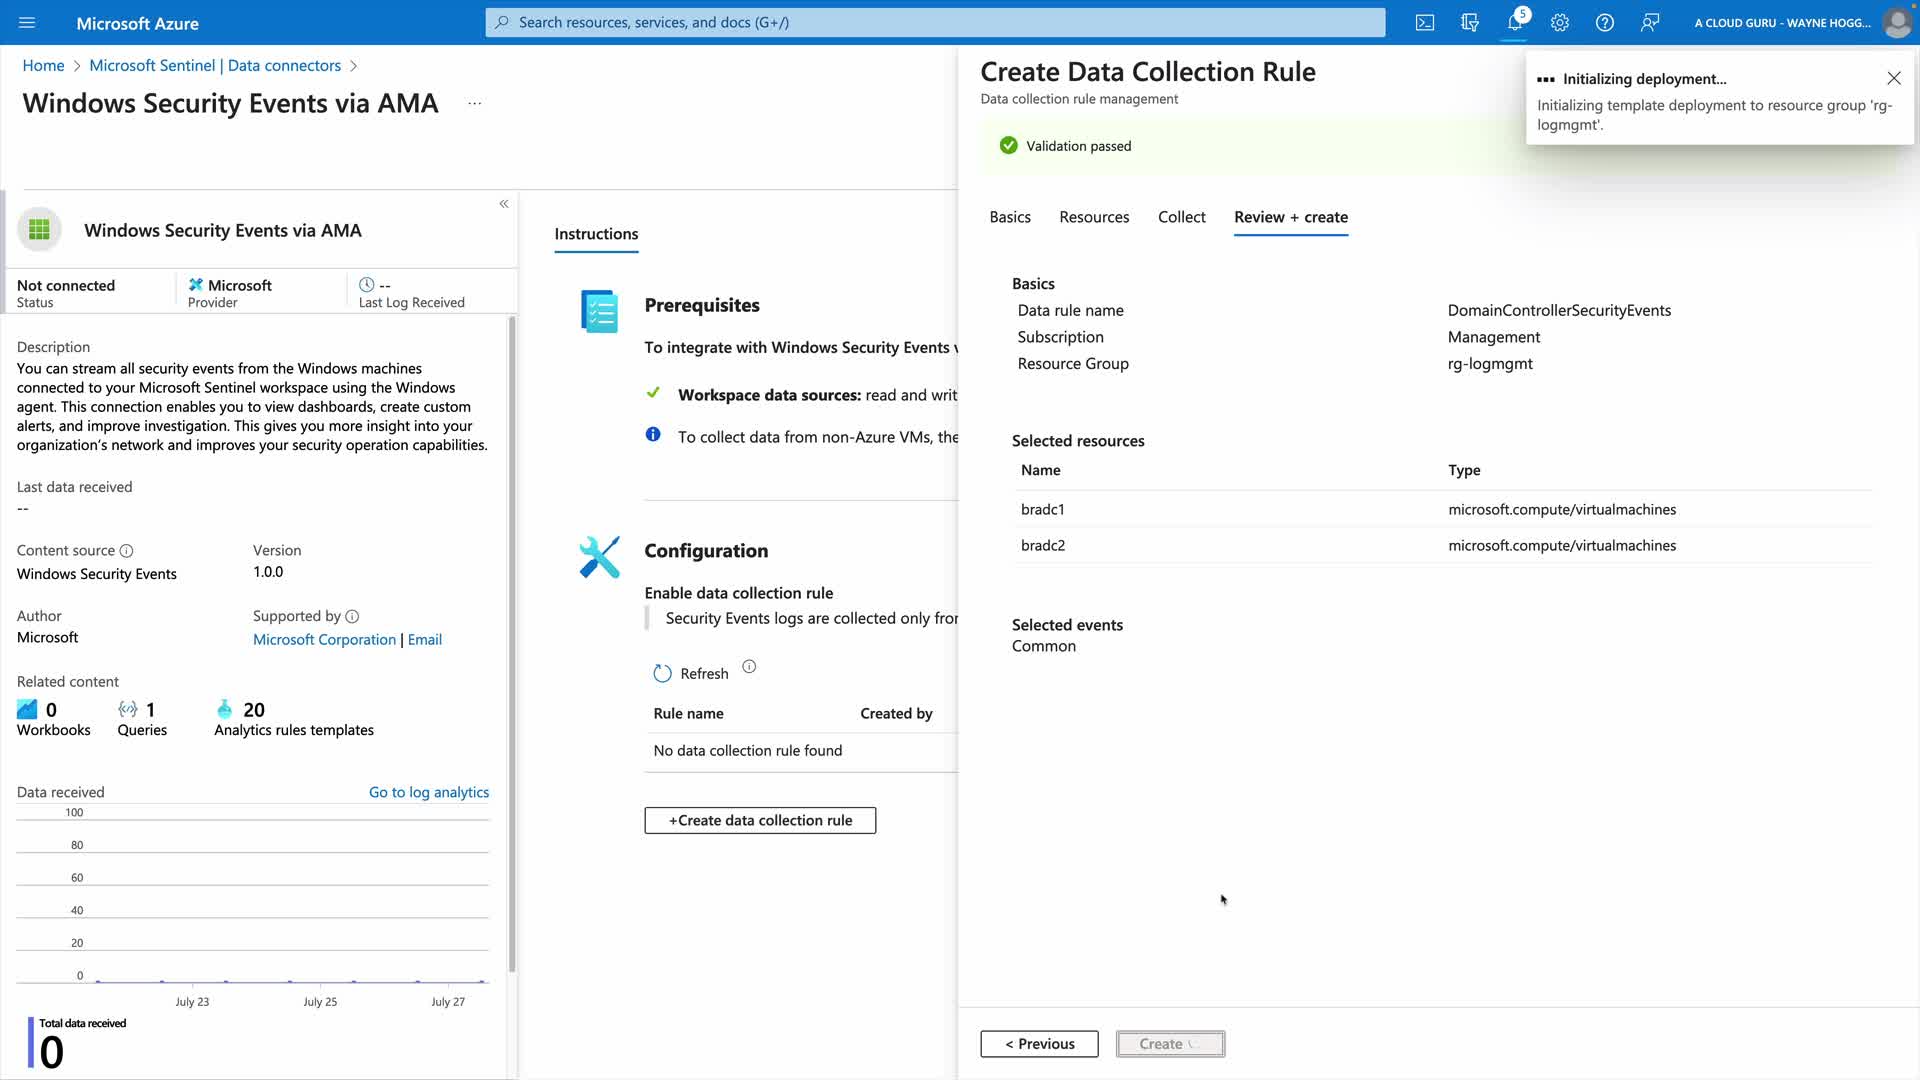 Microsoft Azure
Search resources, services, and docs (G+/)
5
A CLOUD GURU - WAYNE HOGG...
Home > Microsoft Sentinel | Data connectors >
Windows Security Events via AMA ...
«
Windows Security Events via AMA
Not connected
Status
Microsoft
Provider
--
Last Log Received
Description
You can stream all security events from the Windows machines
connected to your Microsoft Sentinel workspace using the Windows
agent. This connection enables you to view dashboards, create custom
alerts, and improve investigation. This gives you more insight into your
organization's network and improves your security operation capabilities.
Last data received
--
Content source
Windows Security Events
Version
1.0.0
Author
Microsoft
Supported by
Microsoft Corporation | Email
Related content
0
Workbooks
1
Queries
20
Analytics rules templates
Data received
Go to log analytics
100
80
60
40
20
0
July 23
July 25
July 27
Total data received
0
Instructions
Prerequisites
To integrate with Windows Security Events v
Workspace data sources: read and writ
To collect data from non-Azure VMs, the
Configuration
Enable data collection rule
Security Events logs are collected only fror
Refresh
Rule name
Created by
No data collection rule found
+Create data collection rule
Create Data Collection Rule
Data collection rule management
Initializing deployment...
Initializing template deployment to resource group 'rg-
logmgmt'.
Validation passed
Basics
Resources
Collect
Review + create
Basics
Data rule name
DomainControllerSecurityEvents
Subscription
Management
Resource Group
rg-logmgmt
Selected resources
Name
Type
bradc1
microsoft.compute/virtualmachines
bradc2
microsoft.compute/virtualmachines
Selected events
Common
< Previous
Create